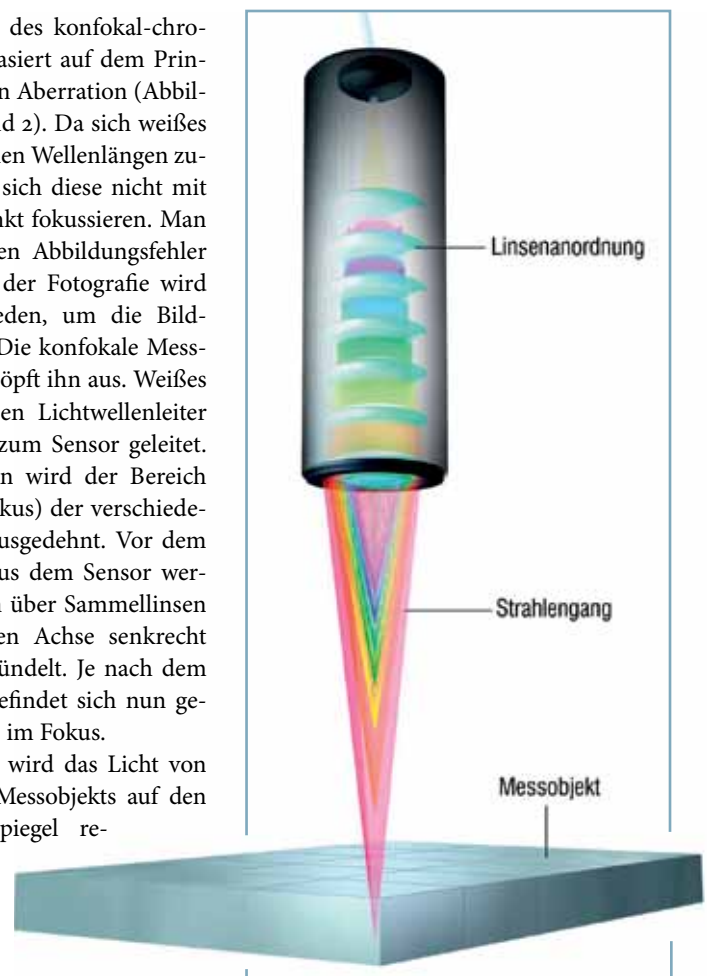 des konfokal-chro-
asiert auf dem Prin-
n Aberration (Abbil-
nd 2). Da sich weißes
en Wellenlängen zu-
sich diese nicht mit
nkt fokussieren. Man
en Abbildungsfehler
der Fotografie wird
eden, um die Bild-
Die konfokale Mess-
öpft ihn aus. Weißes
en Lichtwellenleiter
zum Sensor geleitet.
n wird der Bereich
kus) der verschiede-
usgedehnt. Vor dem
us dem Sensor wer-
n über Sammellinsen
en Achse senkrecht
ündelt. Je nach dem
efindet sich nun ge-
im Fokus.
wird das Licht von
Messobjekts auf den
piegel re-
Linsenanordnung
Strahlengang
Messobjekt